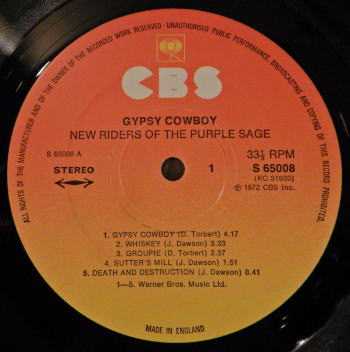 ALL RIGHTS OF THE MANUFACTURER AND OF THE OWNER OF THE RECORDED WORK RESERVED · UNAUTHORISED PUBLIC PERFORMANCE, BROADCASTING AND COPYING OF THIS RECORD PROHIBITED.
CBS
GYPSY COWBOY
NEW RIDERS OF THE PURPLE SAGE
S 65008 A
33⅓ RPM
STEREO
1
S 65008
(KC 31930)
℗ 1972 CBS Inc.
1. GYPSY COWBOY (D. Torbert) 4.17
2. WHISKEY (J. Dawson) 3.33
3. GROUPIE (D. Torbert) 2.37
4. SUTTER'S MILL (J. Dawson) 1.51
5. DEATH AND DESTRUCTION (J. Dawson) 8.41
1—5. Warner Bros. Music Ltd.
MADE IN ENGLAND